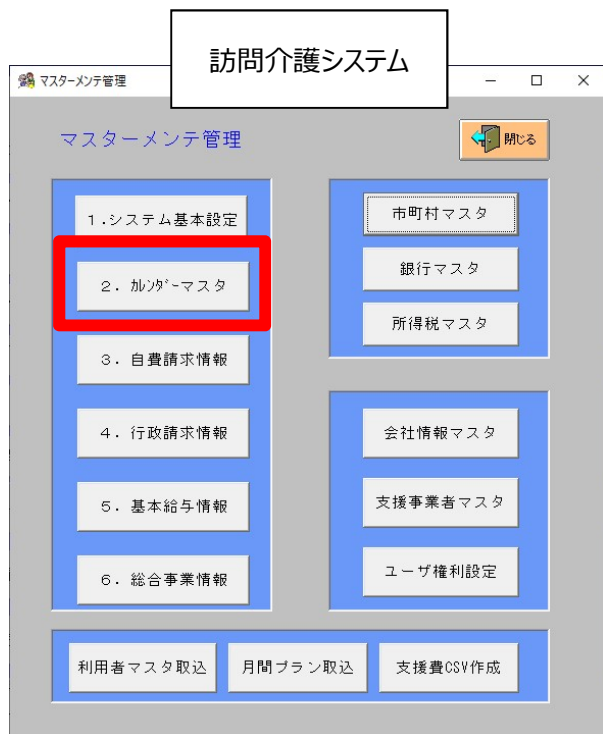 訪問介護システム
マスターメンテ管理
マスターメンテ管理
閉じる
1.システム基本設定
2. ｶﾚﾝﾀﾞｰマスタ
3. 自費請求情報
4. 行政請求情報
5. 基本給与情報
6. 総合事業情報
市町村マスタ
銀行マスタ
所得税マスタ
会社情報マスタ
支援事業者マスタ
ユーザ権利設定
利用者マスタ取込
月間プラン取込
支援費CSV作成